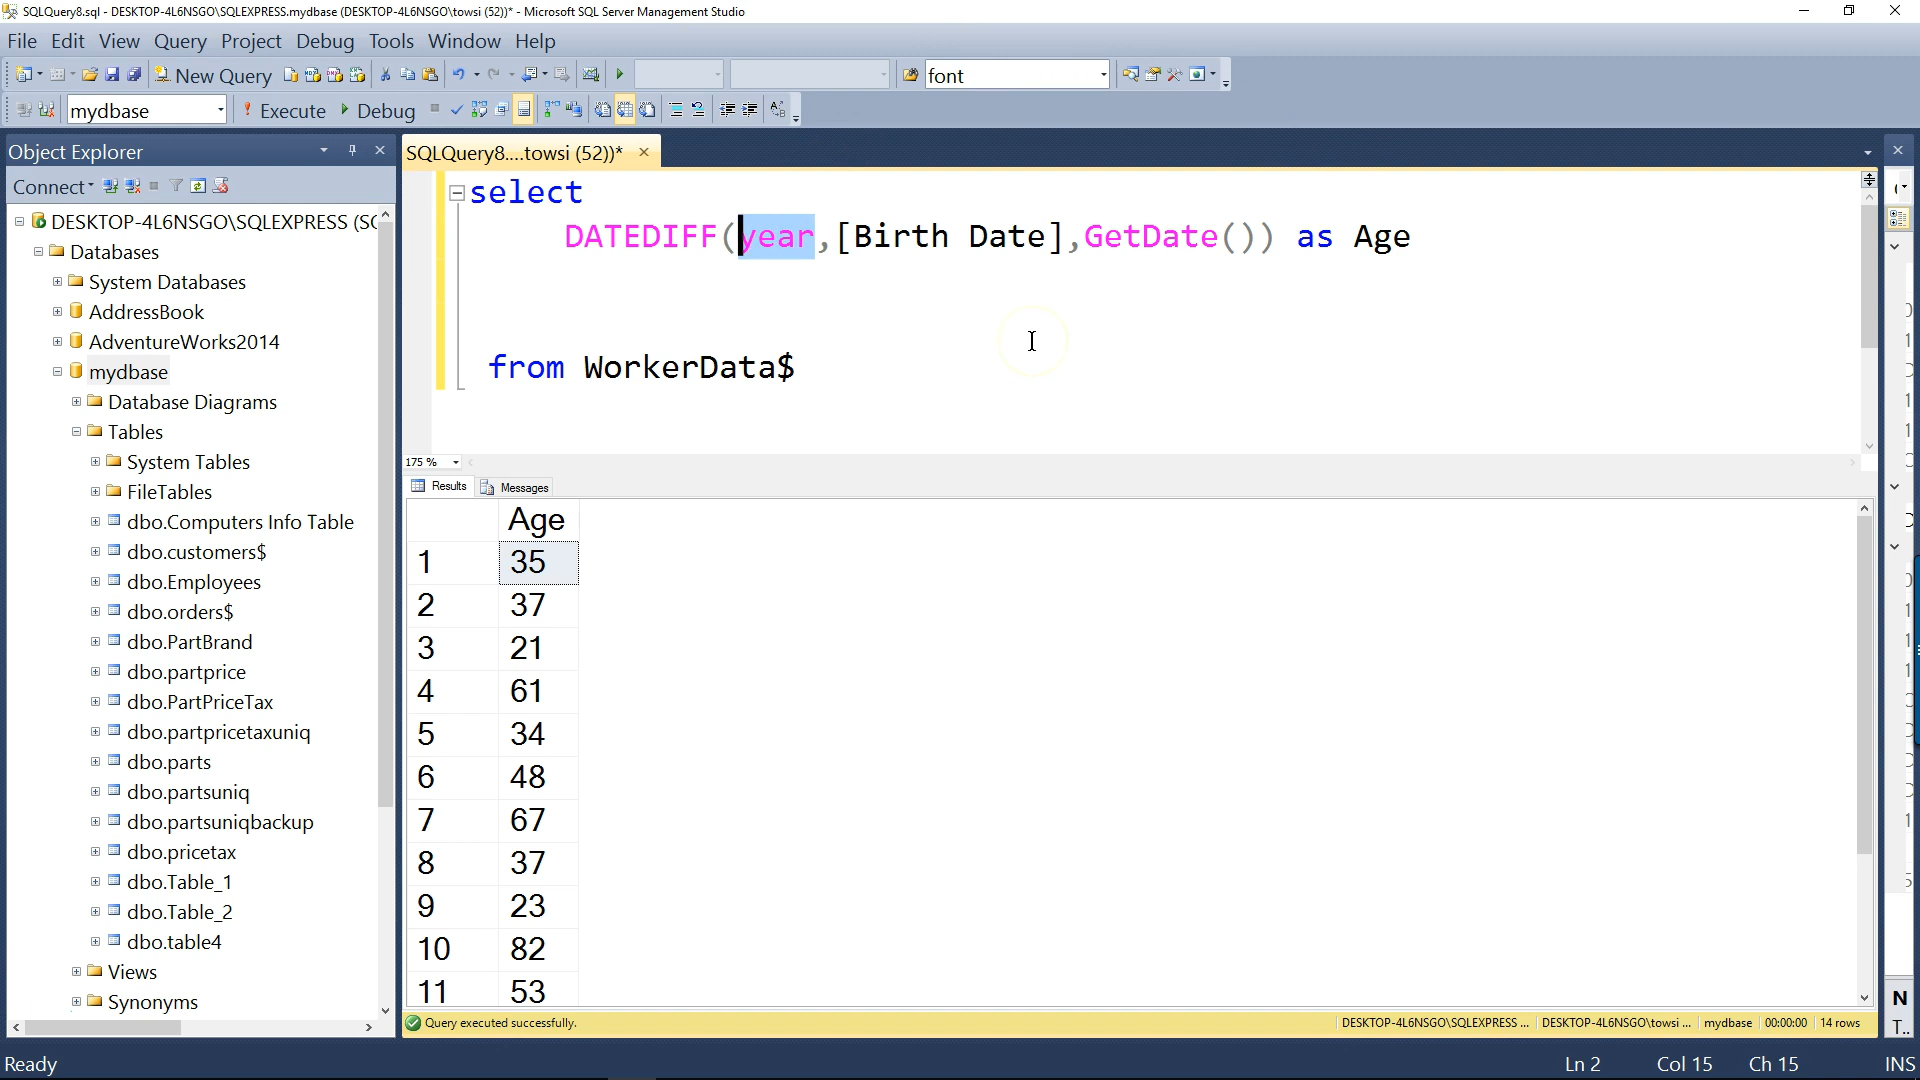 SQLQuery8.sql - DESKTOP-4L6NSGO\SQLEXPRESS.mydbase (DESKTOP-4L6NSGO\towsi (52))* - Microsoft SQL Server Management Studio
File Edit View Query Project Debug Tools Window Help
New Query
font
mydbase
Execute
Debug
Object Explorer
Connect
DESKTOP-4L6NSGO\SQLEXPRESS (SC
Databases
System Databases
AddressBook
AdventureWorks2014
mydbase
Database Diagrams
Tables
System Tables
FileTables
dbo.Computers Info Table
dbo.customers$
dbo.Employees
dbo.orders$
dbo.PartBrand
dbo.partprice
dbo.PartPriceTax
dbo.partpricetaxuniq
dbo.parts
dbo.partsuniq
dbo.partsuniqbackup
dbo.pricetax
dbo.Table_1
dbo.Table_2
dbo.table4
Views
Synonyms
SQLQuery8....towsi (52))*
select
DATEDIFF(year,[Birth Date],GetDate()) as Age
from WorkerData$
175 %
Results Messages
Age
1 35
2 37
3 21
4 61
5 34
6 48
7 67
8 37
9 23
10 82
11 53
Query executed successfully.
DESKTOP-4L6NSGO\SQLEXPRESS ... DESKTOP-4L6NSGO\towsi ... mydbase 00:00:00 14 rows
N
T..
Ready
Ln 2 Col 15 Ch 15 INS